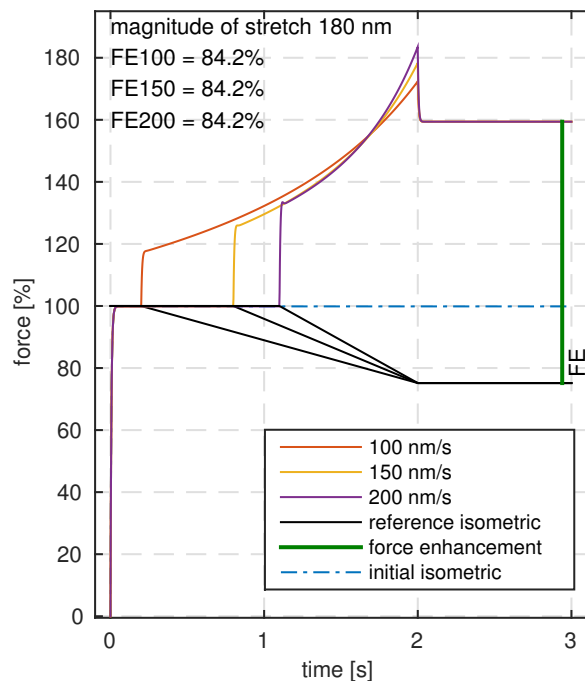 magnitude of stretch 180 nm
FE100 = 84.2%
FE150 = 84.2%
FE200 = 84.2%
180
160
140
120
100
80
60
40
20
0
force [%]
FE
100 nm/s
150 nm/s
200 nm/s
reference isometric
force enhancement
initial isometric
0 1 2 3
time [s]